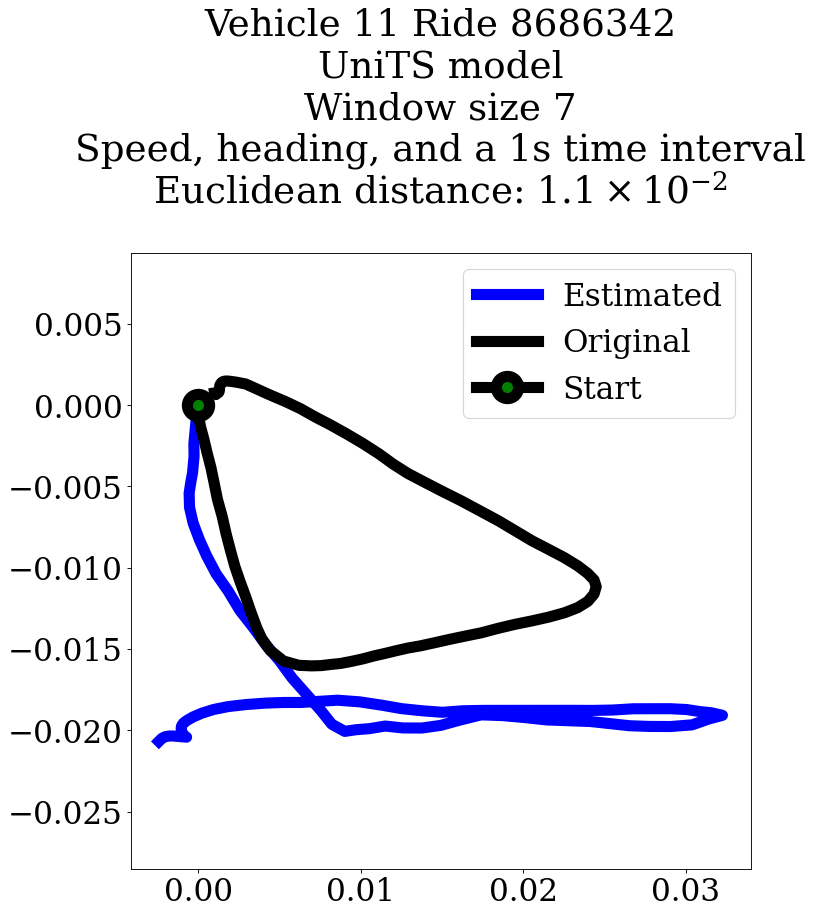 Vehicle 11 Ride 8686342
UniTS model
Window size 7
Speed, heading, and a 1s time interval
Euclidean distance: 1.1 × 10⁻²
Estimated
Original
Start
0.005
0.000
−0.005
−0.010
−0.015
−0.020
−0.025
0.00 0.01 0.02 0.03